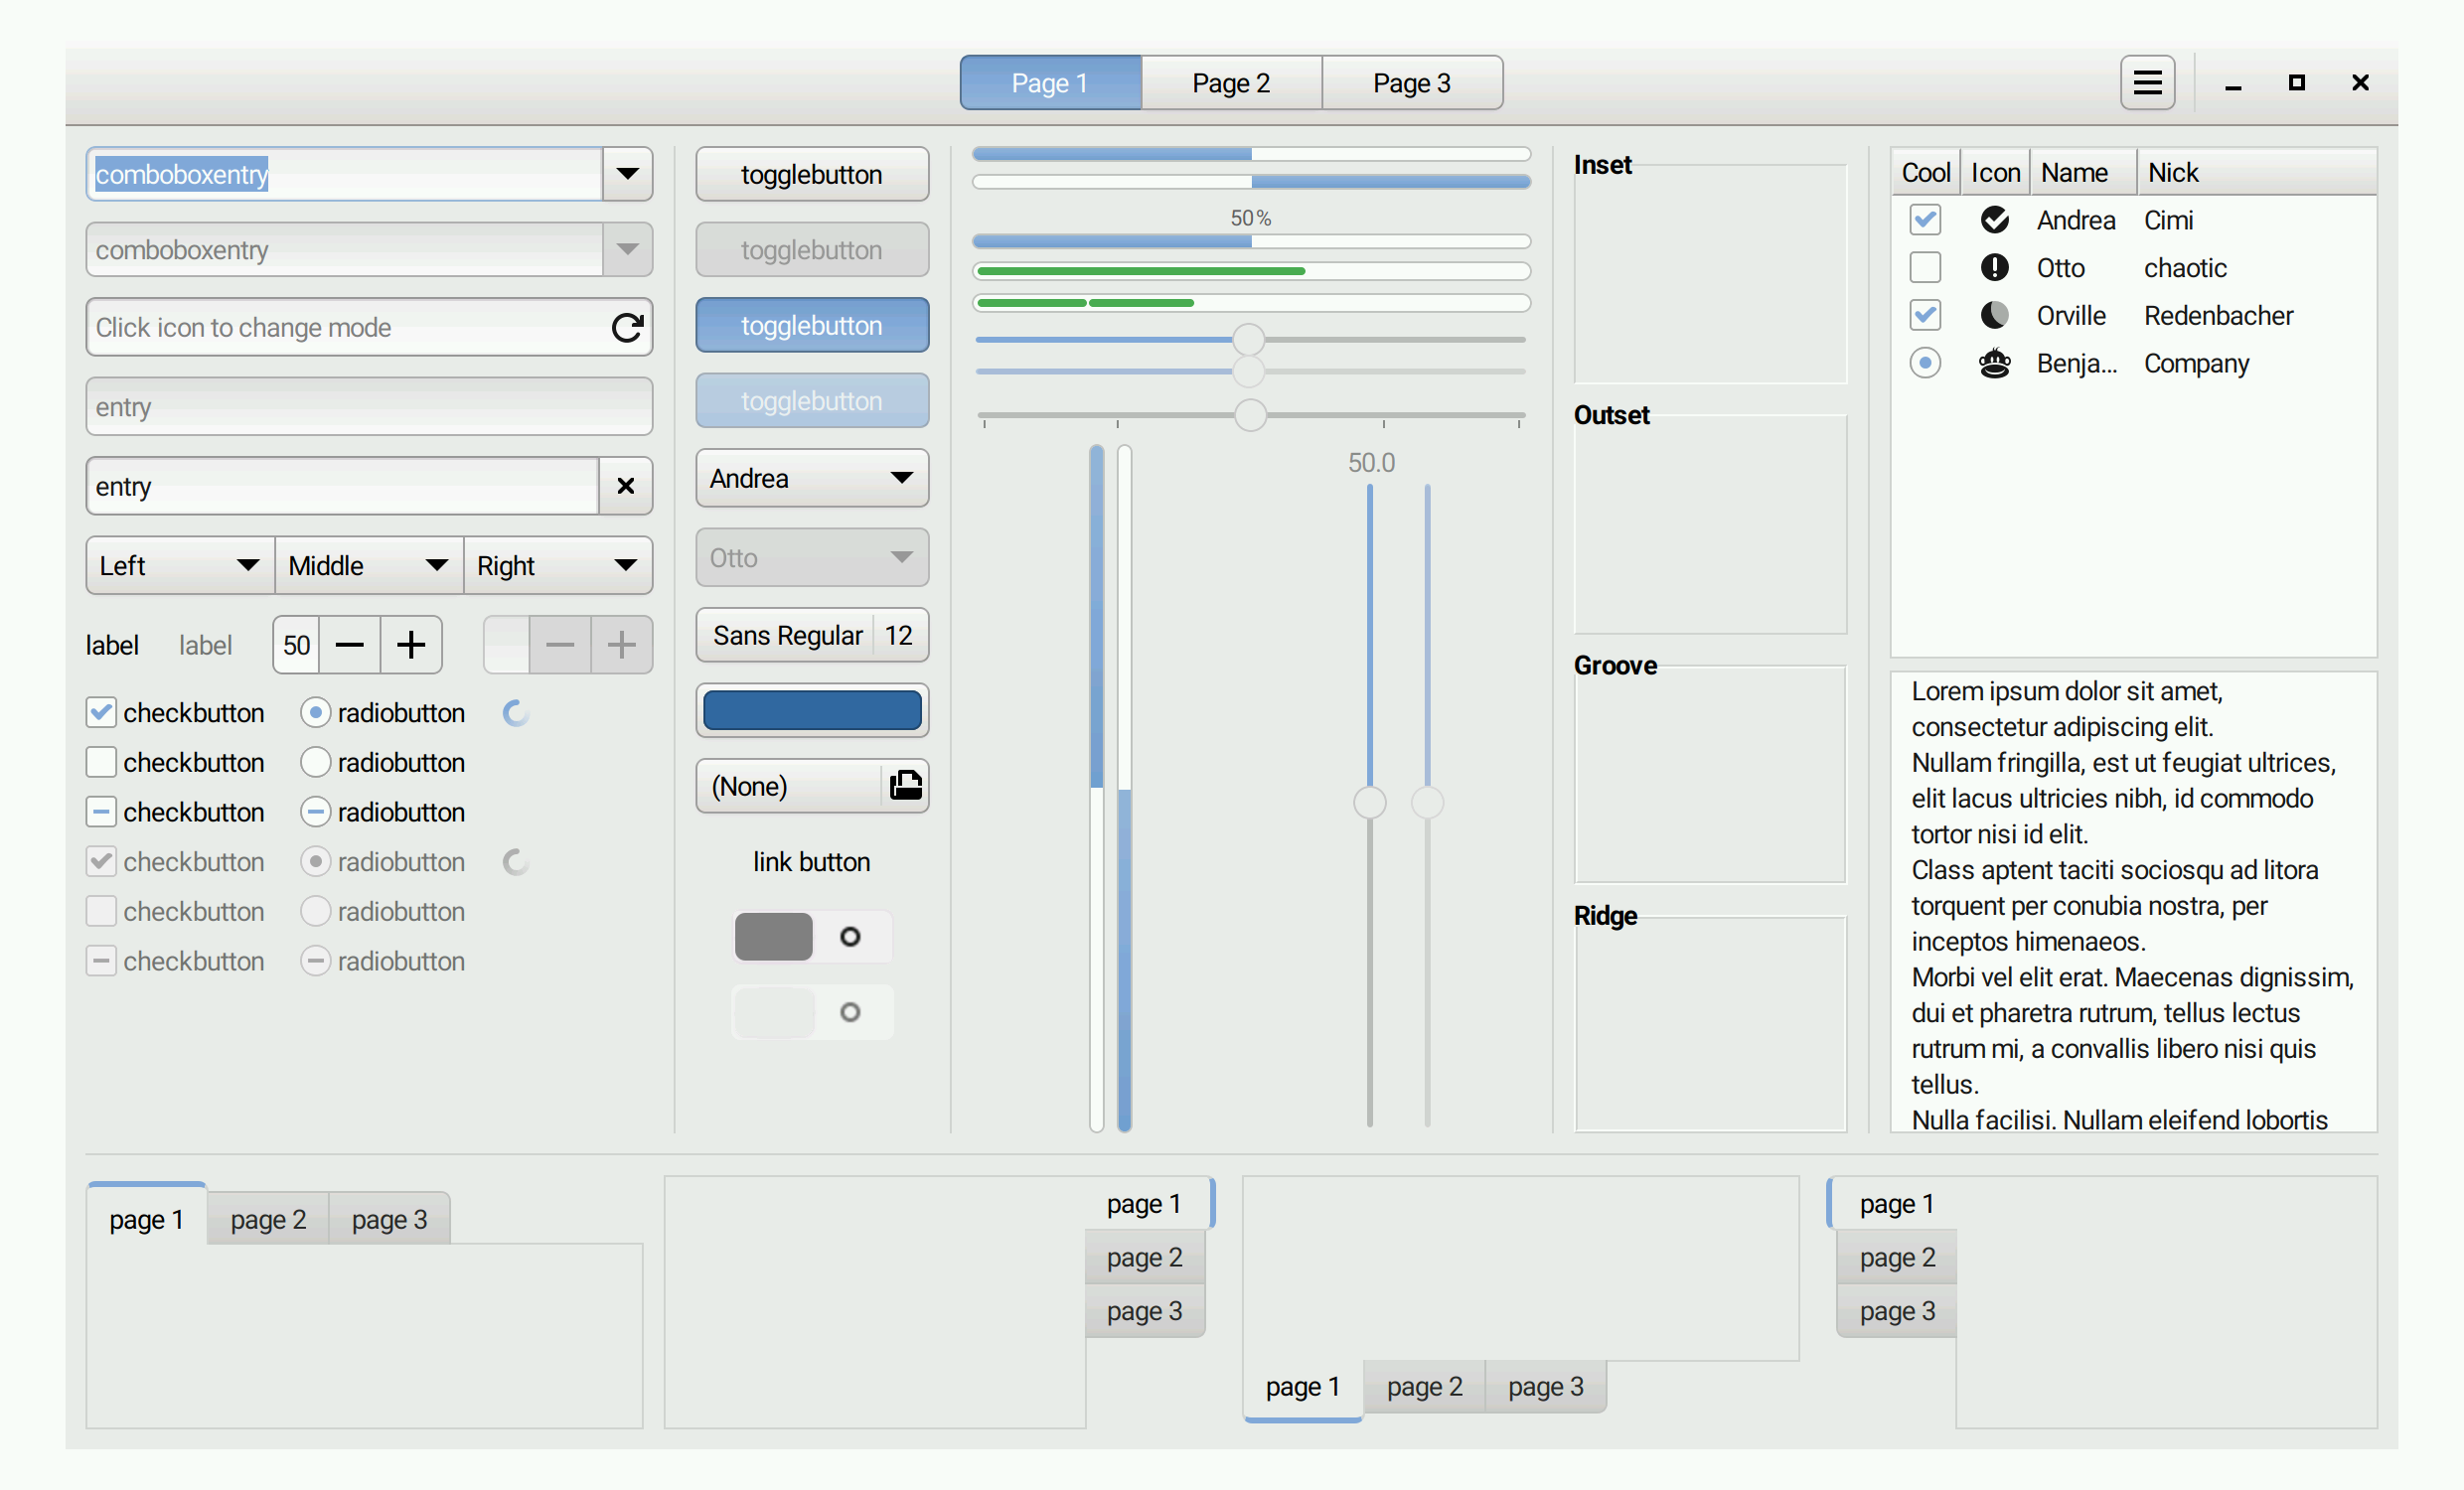 Page 1
Page 2
Page 3
comboboxentry
comboboxentry
Click icon to change mode
entry
entry
Left
Middle
Right
label
label
50
checkbutton
radiobutton
checkbutton
radiobutton
checkbutton
radiobutton
checkbutton
radiobutton
checkbutton
radiobutton
checkbutton
radiobutton
togglebutton
togglebutton
togglebutton
togglebutton
Andrea
Otto
Sans Regular
12
(None)
link button
50%
50.0
Inset
Outset
Groove
Ridge
Cool Icon Name Nick
Andrea Cimi
Otto chaotic
Orville Redenbacher
Benja... Company
Lorem ipsum dolor sit amet,
consectetur adipiscing elit.
Nullam fringilla, est ut feugiat ultrices,
elit lacus ultricies nibh, id commodo
tortor nisi id elit.
Class aptent taciti sociosqu ad litora
torquent per conubia nostra, per
inceptos himenaeos.
Morbi vel elit erat. Maecenas dignissim,
dui et pharetra rutrum, tellus lectus
rutrum mi, a convallis libero nisi quis
tellus.
Nulla facilisi. Nullam eleifend lobortis
page 1
page 2
page 3
page 1
page 2
page 3
page 1
page 2
page 3
page 1
page 2
page 3